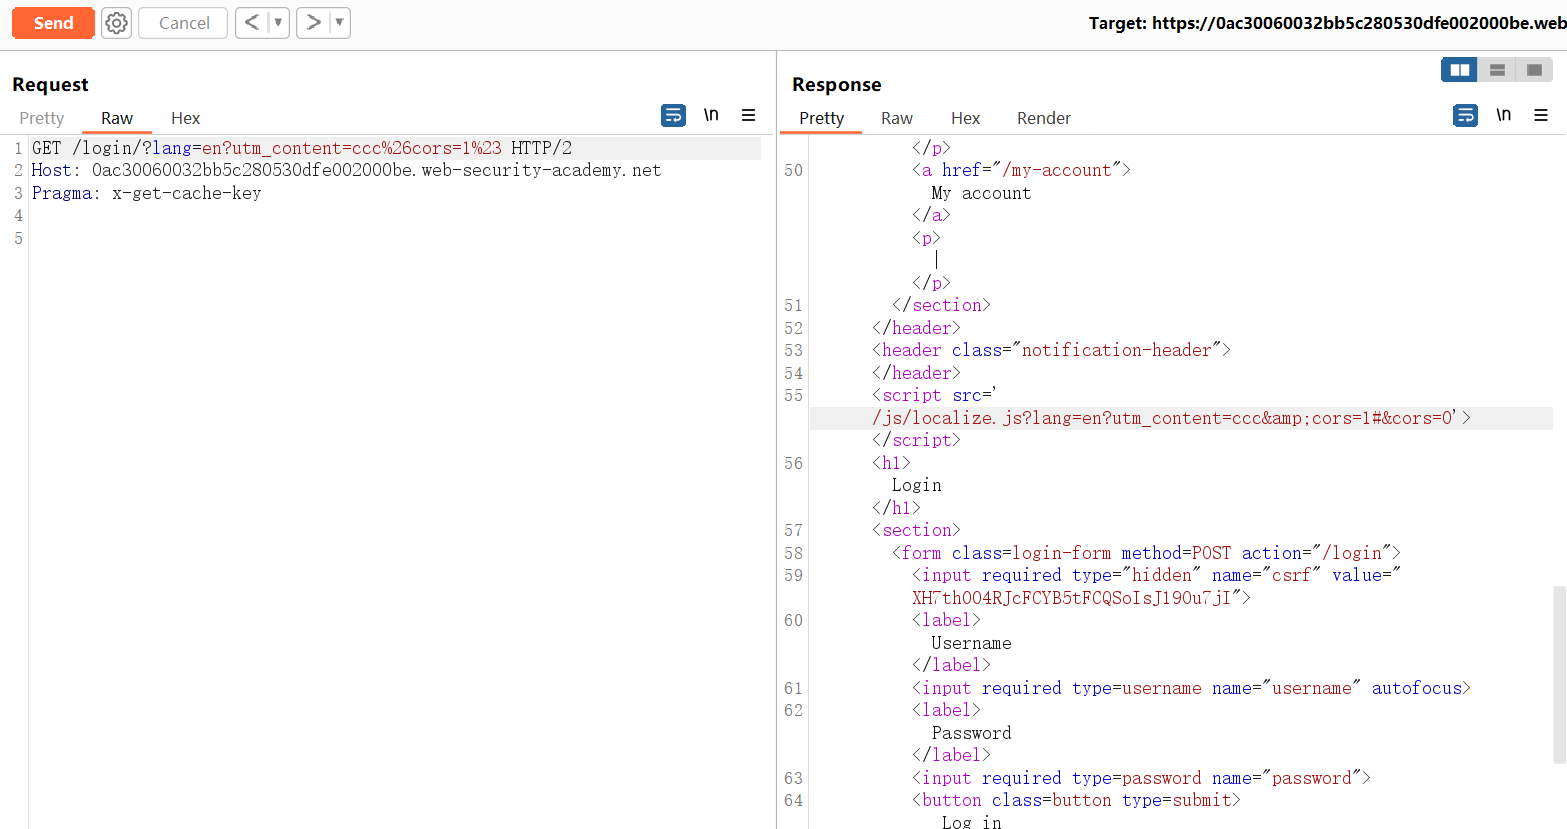 Send
Cancel
<
>
Target: https://0ac30060032bb5c280530dfe002000be.web
Request
Pretty Raw Hex
\n
1 GET /login/?lang=en?utm_content=ccc%26cors=1%23 HTTP/2
2 Host: 0ac30060032bb5c280530dfe002000be.web-security-academy.net
3 Pragma: x-get-cache-key
4
5
Response
Pretty Raw Hex Render
\n
</p>
50 <a href="/my-account">
My account
</a>
<p>
|
</p>
51 </section>
52 </header>
53 <header class="notification-header">
54 </header>
55 <script src='
/js/localize.js?lang=en?utm_content=ccc&amp;cors=1#&cors=0'>
</script>
56 <h1>
Login
</h1>
57 <section>
58 <form class=login-form method=POST action="/login">
59 <input required type="hidden" name="csrf" value="
XH7thO04RJcFCYB5tFCQSoIsJ190u7jI">
60 <label>
Username
</label>
61 <input required type=username name="username" autofocus>
62 <label>
Password
</label>
63 <input required type=password name="password">
64 <button class=button type=submit>
Log in